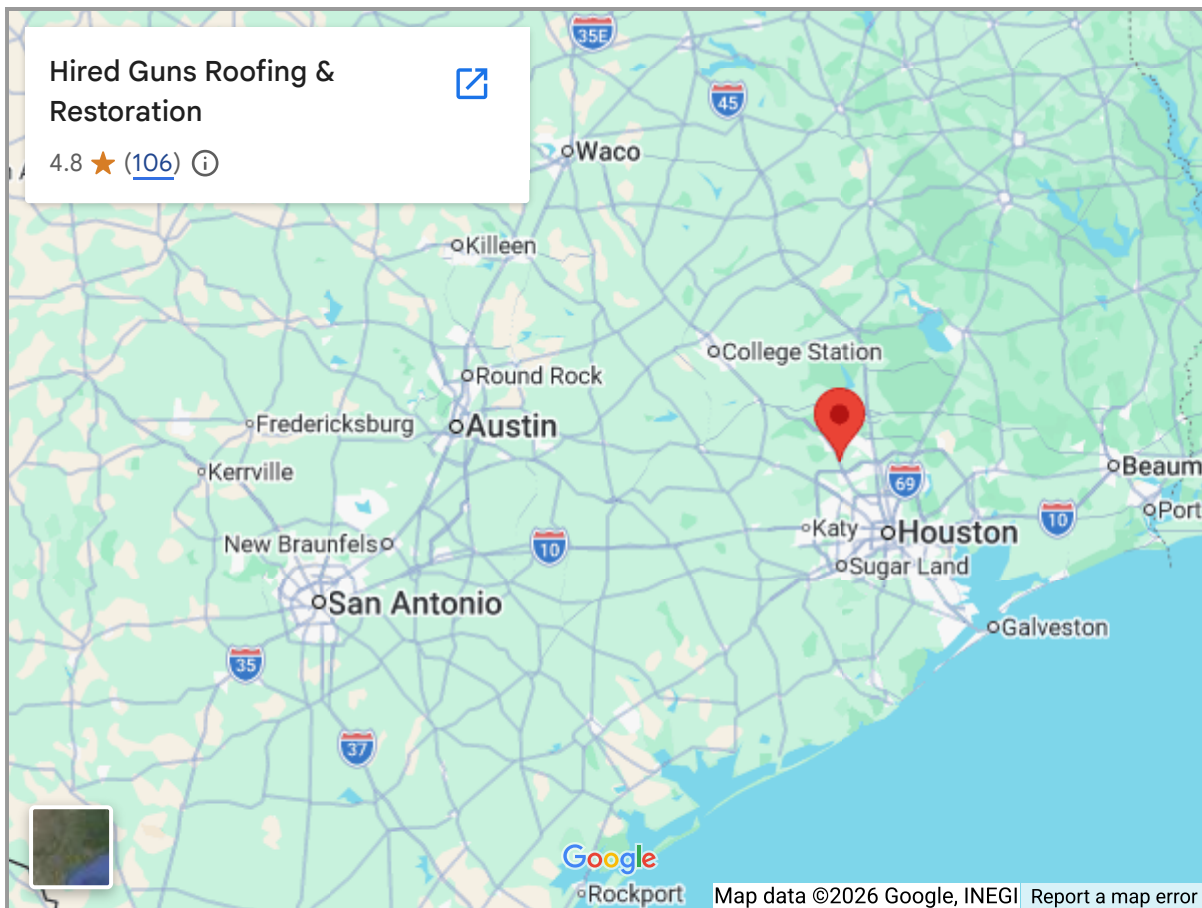 Hired Guns Roofing &
Restoration
4.8 ★ (106)
35E
45
Waco
Killeen
College Station
Round Rock
Fredericksburg
Austin
Kerrville
Beaum
69
Port
10
Katy
Houston
New Braunfels
10
Sugar Land
San Antonio
Galveston
35
37
Google
Rockport
Map data ©2026 Google, INEGI
Report a map error